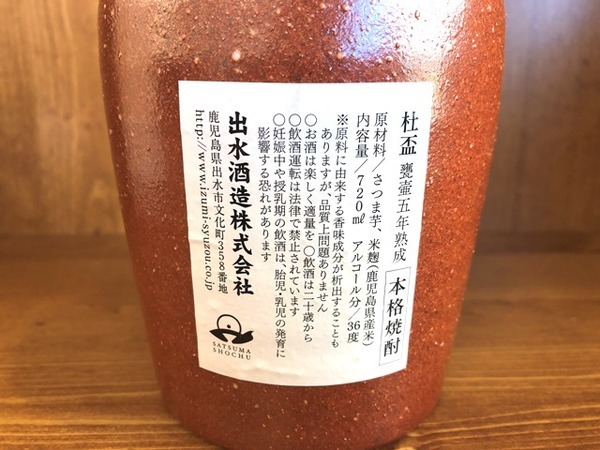 杜盃 甕壷五年熟成 本格焼酎
原材料/さつま芋、米麹(鹿児島県産米)
内容量/720㎖ アルコール分/36度
※原料に由来する香味成分が析出することも
ありますが、品質上問題ありません
〇お酒は楽しく適量を 〇飲酒は二十歳から
〇飲酒運転は法律で禁止されています
〇妊娠中や授乳期の飲酒は、胎児・乳児の発育に
影響する恐れがあります
出水酒造株式会社
鹿児島県出水市文化町358番地
http://www.izumi-syuzou.co.jp
SATSUMA
SHOCHU